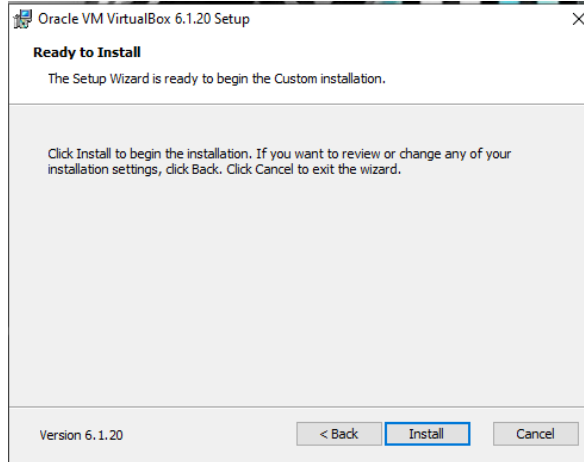 Oracle VM VirtualBox 6.1.20 Setup
Ready to Install
The Setup Wizard is ready to begin the Custom installation.
Click Install to begin the installation. If you want to review or change any of your
installation settings, click Back. Click Cancel to exit the wizard.
Version 6.1.20
< Back
Install
Cancel